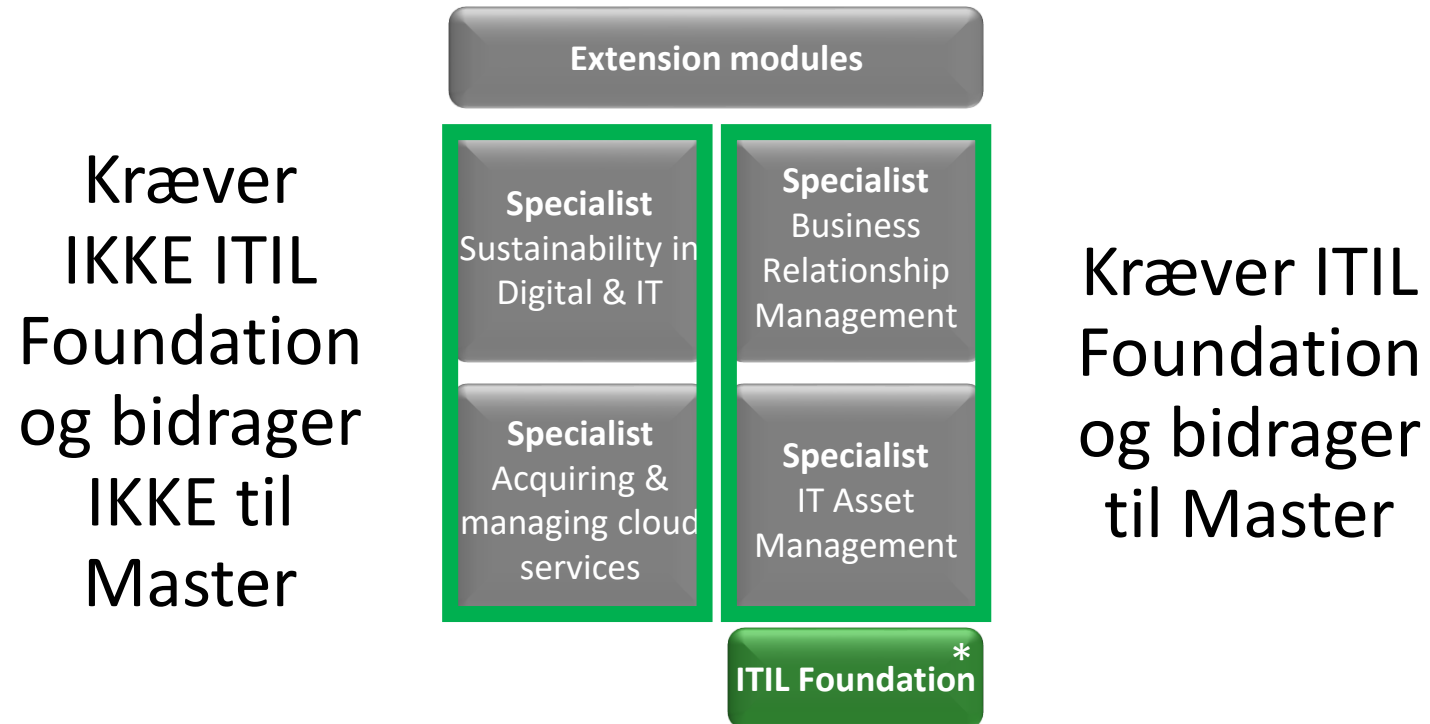 Extension modules
Kræver
IKKE ITIL
Foundation
og bidrager
IKKE til
Master
Specialist
Sustainability in
Digital & IT
Specialist
Acquiring &
managing cloud
services
Specialist
Business
Relationship
Management
Specialist
IT Asset
Management
ITIL Foundation*
Kræver ITIL
Foundation
og bidrager
til Master